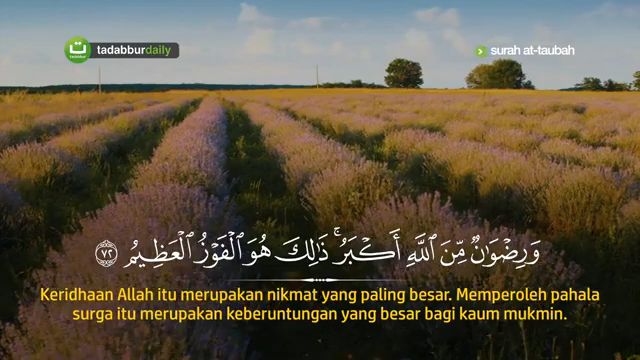 ت tadabburdaily
Tadabbur
surah at-taubah
وَرِضْوَٰنٌ مِّنَ ٱللَّهِ أَكْبَرُ ۚ ذَٰلِكَ هُوَ ٱلْفَوْزُ ٱلْعَظِيمُ ٧٢
Keridhaan Allah itu merupakan nikmat yang paling besar. Memperoleh pahala
surga itu merupakan keberuntungan yang besar bagi kaum mukmin.